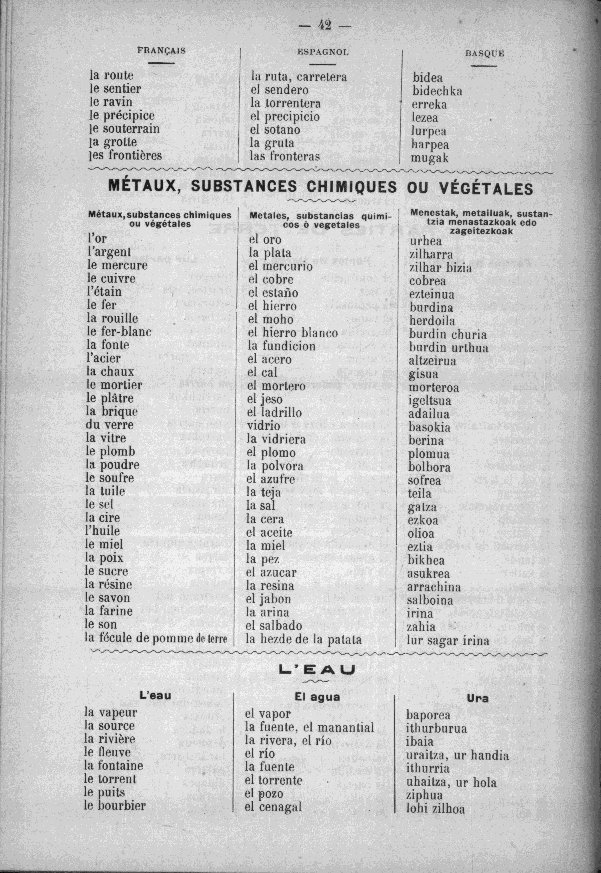 — 42 —
FRANÇAIS ESPAGNOL BASQUE
la route la ruta, carretera bidea
le sentier el sendero bidechka
le ravin la torrentera erreka
le précipice el precipicio lezea
le souterrain el sotano lurpea
la grotte la gruta harpea
les frontières las fronteras mugak
MÉTAUX, SUBSTANCES CHIMIQUES OU VÉGÉTALES
Métaux, substances chimiques Metales, substancias quimi- Menestak, metailuak, sustan-
ou végétales cos ò vegetales tzia menastazkoak edo
zageitezkoak
l'or el oro urhea
l'argent la plata zilharra
le mercure el mercurio zilhar bizia
le cuivre el cobre cobrea
l'étain el estaño ezteinua
le fer el hierro burdina
la rouille el moho herdoila
le fer-blanc el hierro blanco burdin churia
la fonte la fundicion burdin urthua
l'acier el acero altzeirua
la chaux el cal gisua
le mortier el mortero morteroa
le plâtre el jeso igeltsua
la brique el ladrillo adailua
du verre vidrio basokia
la vitre la vidriera berina
le plomb el plomo plomua
la poudre la polvora bolbora
le soufre el azufre sofrea
la tuile la teja teila
le sel la sal gatza
la cire la cera ezkoa
l'huile el aceite olioa
le miel la miel eztia
la poix la pez bikhea
le sucre el azucar asukrea
la résine la resina arrachina
le savon el jabon salboina
la farine la arina irina
le son el salbado zahia
la fécule de pomme de terre la hezde de la patata lur sagar irina
L'EAU
L'eau El agua Ura
la vapeur el vapor baporea
la source la fuente, el manantial ithurburua
la rivière la rivera, el río ibaia
le fleuve el río uraitza, ur handia
la fontaine la fuente ithurria
le torrent el torrente uhaitza, ur hola
le puits el pozo ziphua
le bourbier el cenagal lohi zilhoa